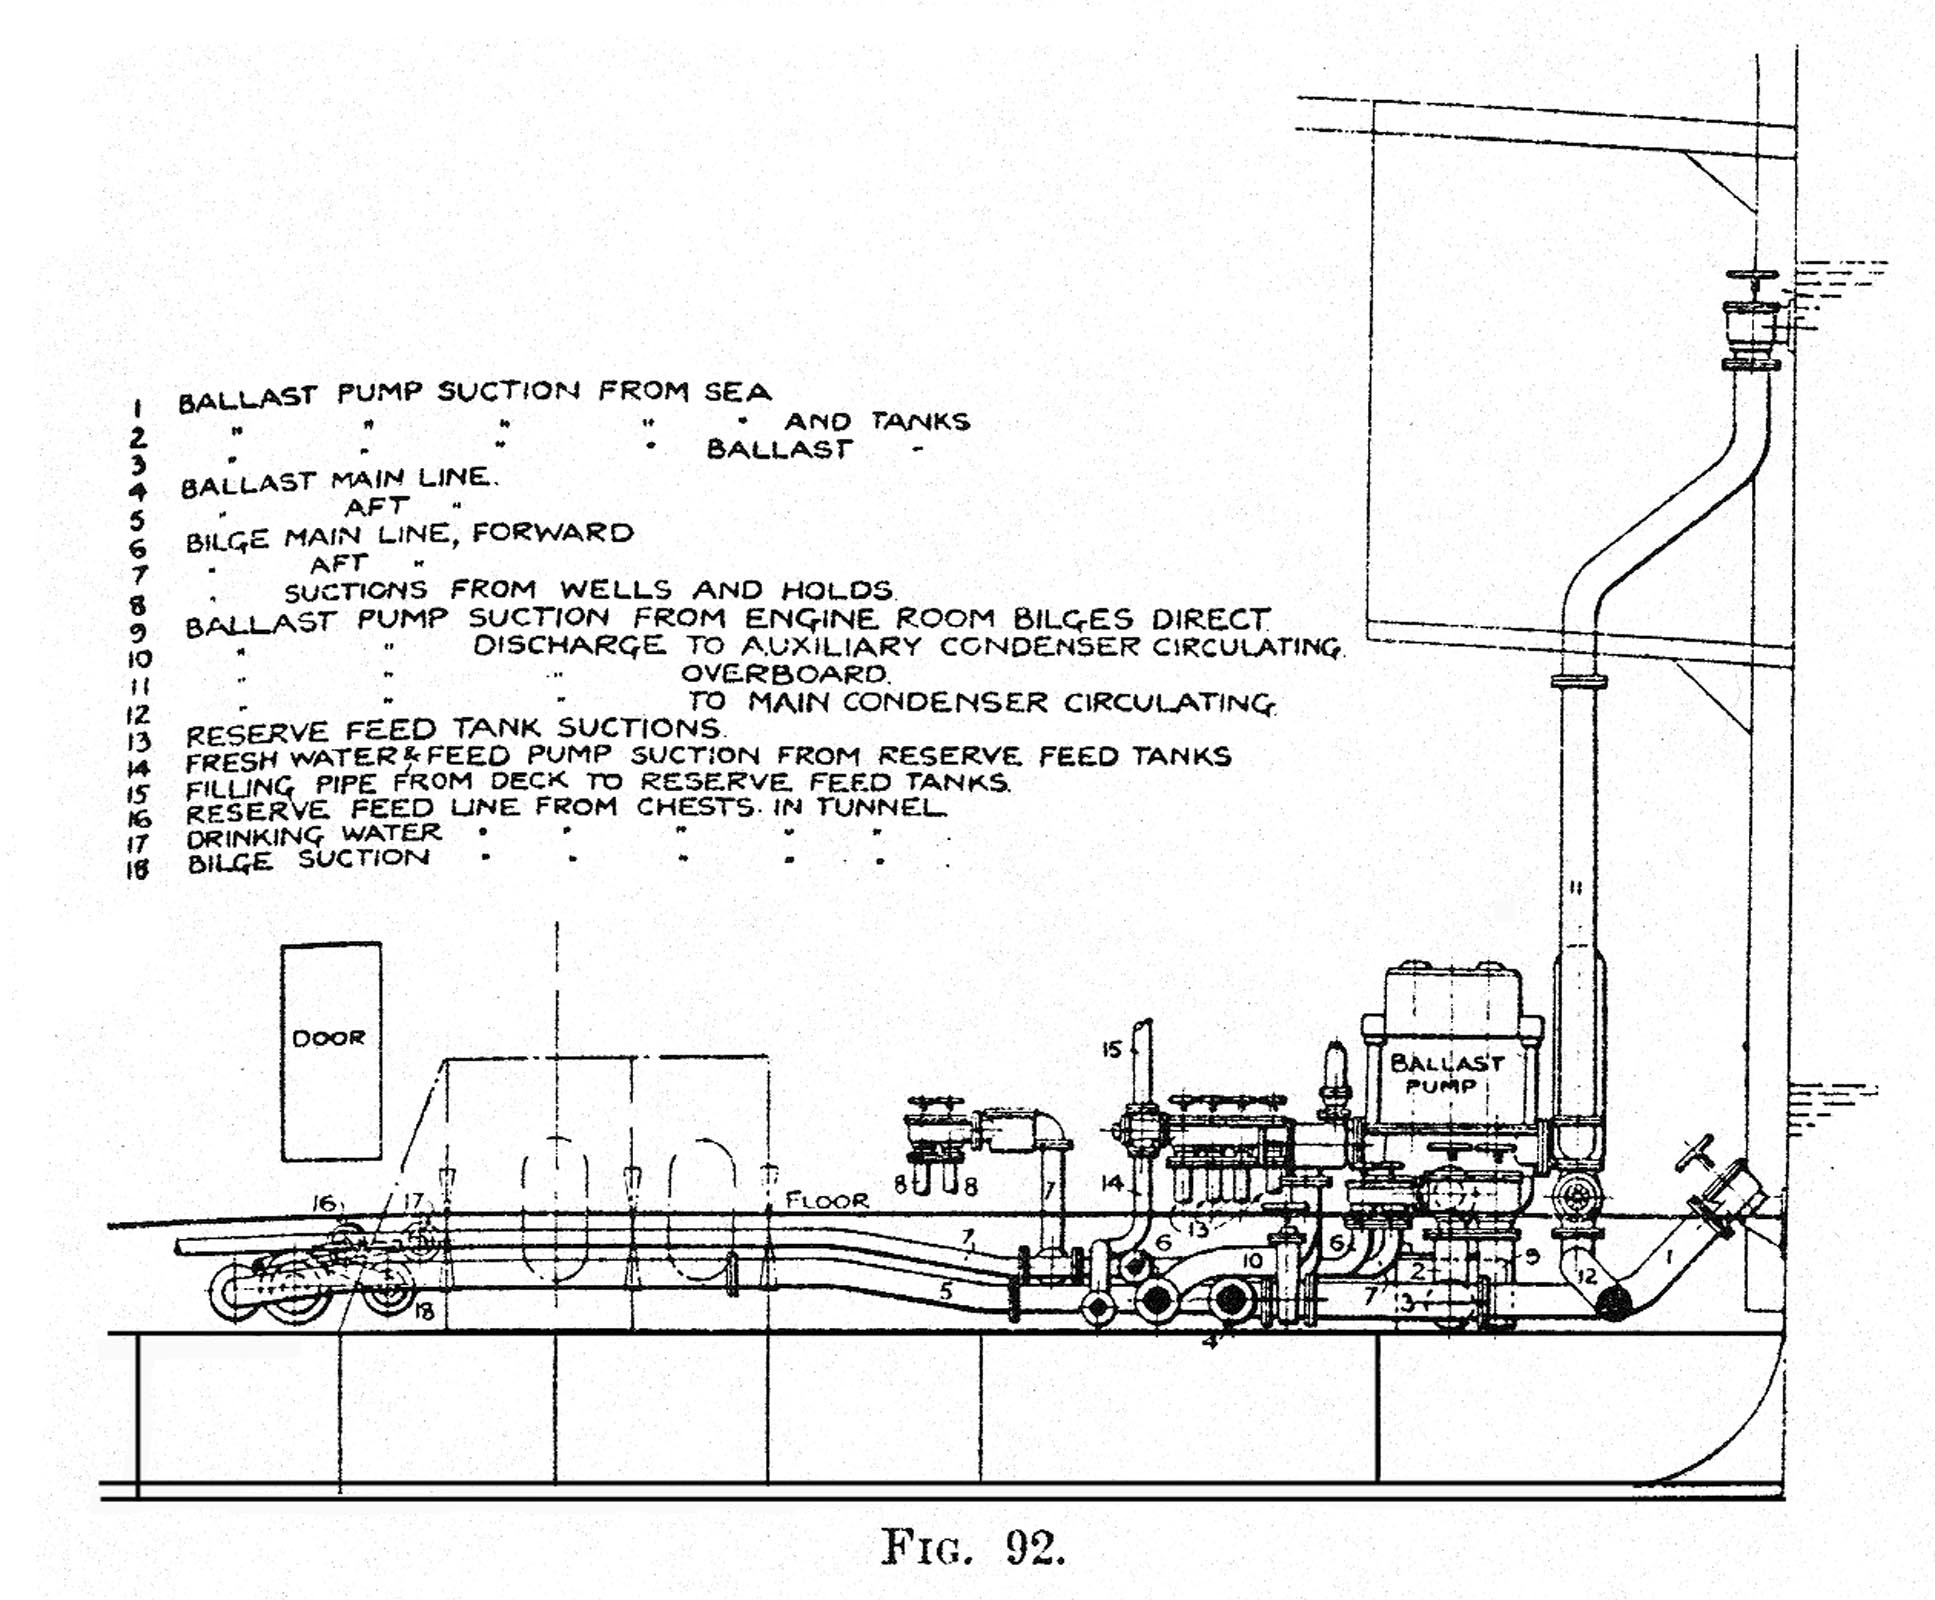 1 BALLAST PUMP SUCTION FROM SEA
2 " " " " " AND TANKS
3 " " " " BALLAST "
4 BALLAST MAIN LINE.
5 " AFT "
6 BILGE MAIN LINE, FORWARD
7 " AFT "
8 " SUCTIONS FROM WELLS AND HOLDS.
9 BALLAST PUMP SUCTION FROM ENGINE ROOM BILGES DIRECT.
10 " " DISCHARGE TO AUXILIARY CONDENSER CIRCULATING.
11 " " " OVERBOARD.
12 " " " TO MAIN CONDENSER CIRCULATING.
13 RESERVE FEED TANK SUCTIONS.
14 FRESH WATER & FEED PUMP SUCTION FROM RESERVE FEED TANKS
15 FILLING PIPE FROM DECK TO RESERVE FEED TANKS.
16 RESERVE FEED LINE FROM CHESTS. IN TUNNEL
17 DRINKING WATER " " " " "
18 BILGE SUCTION " " " " "
11
DOOR
15
BALLAST
PUMP
8 8
7
14
16 17
FLOOR
13
7
6
10
6
2
9
1
12
5
7
3
18
4
FIG. 92.